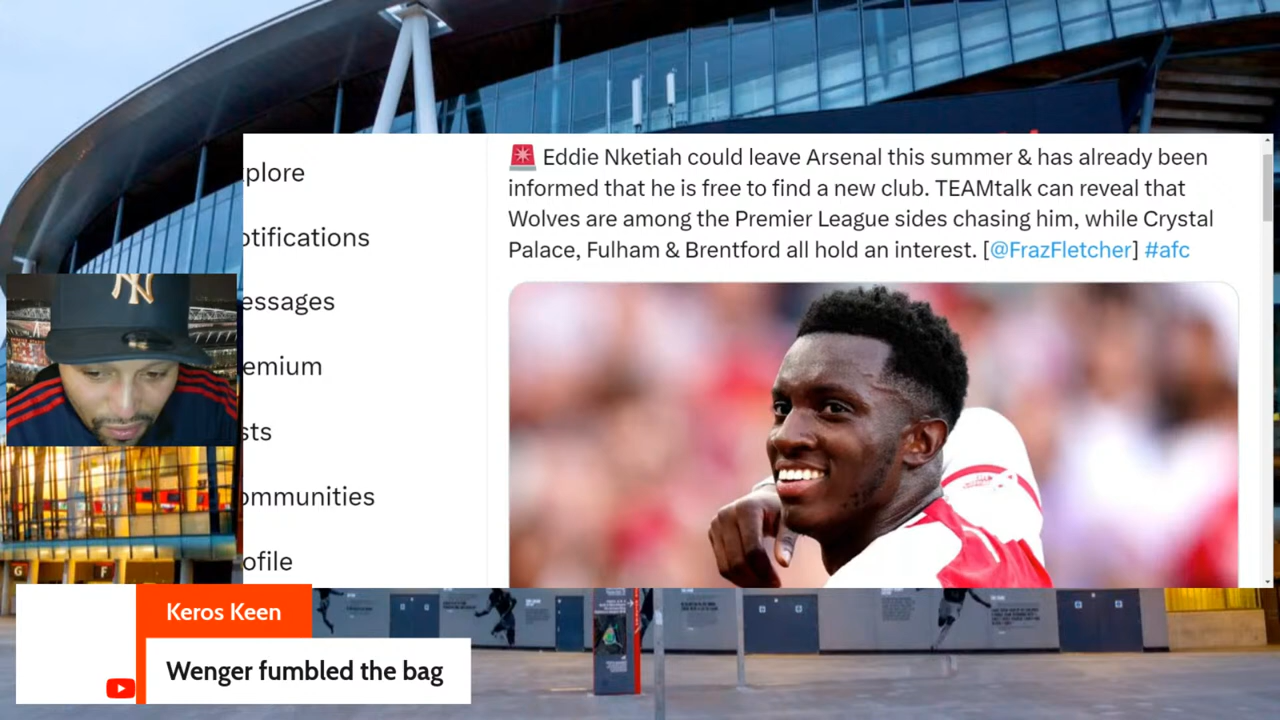 🚨 Eddie Nketiah could leave Arsenal this summer & has already been
informed that he is free to find a new club. TEAMtalk can reveal that
Wolves are among the Premier League sides chasing him, while Crystal
Palace, Fulham & Brentford all hold an interest. [@FrazFletcher] #afc
plore
otifications
essages
emium
sts
ommunities
ofile
NY
G
F
Keros Keen
Wenger fumbled the bag